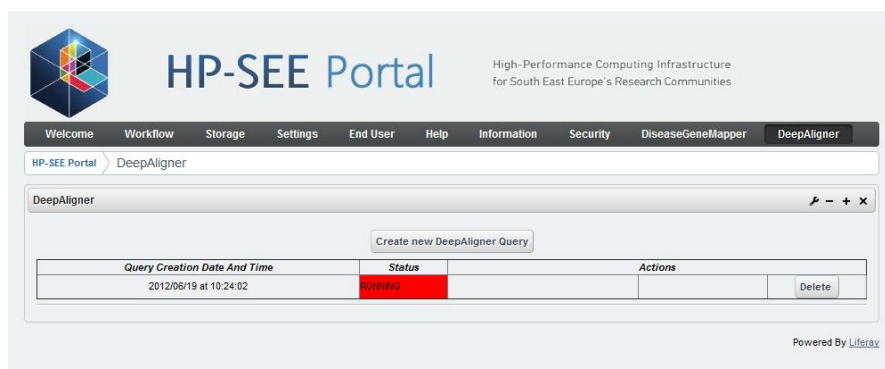 HP-SEE Portal
High-Performance Computing Infrastructure
for South East Europe's Research Communities
Welcome Workflow Storage Settings End User Help Information Security DiseaseGeneMapper DeepAligner
HP-SEE Portal DeepAligner
DeepAligner
Create new DeepAligner Query
Query Creation Date And Time Status Actions
2012/06/19 at 10:24:02 RUNNING Delete
Powered By Liferay